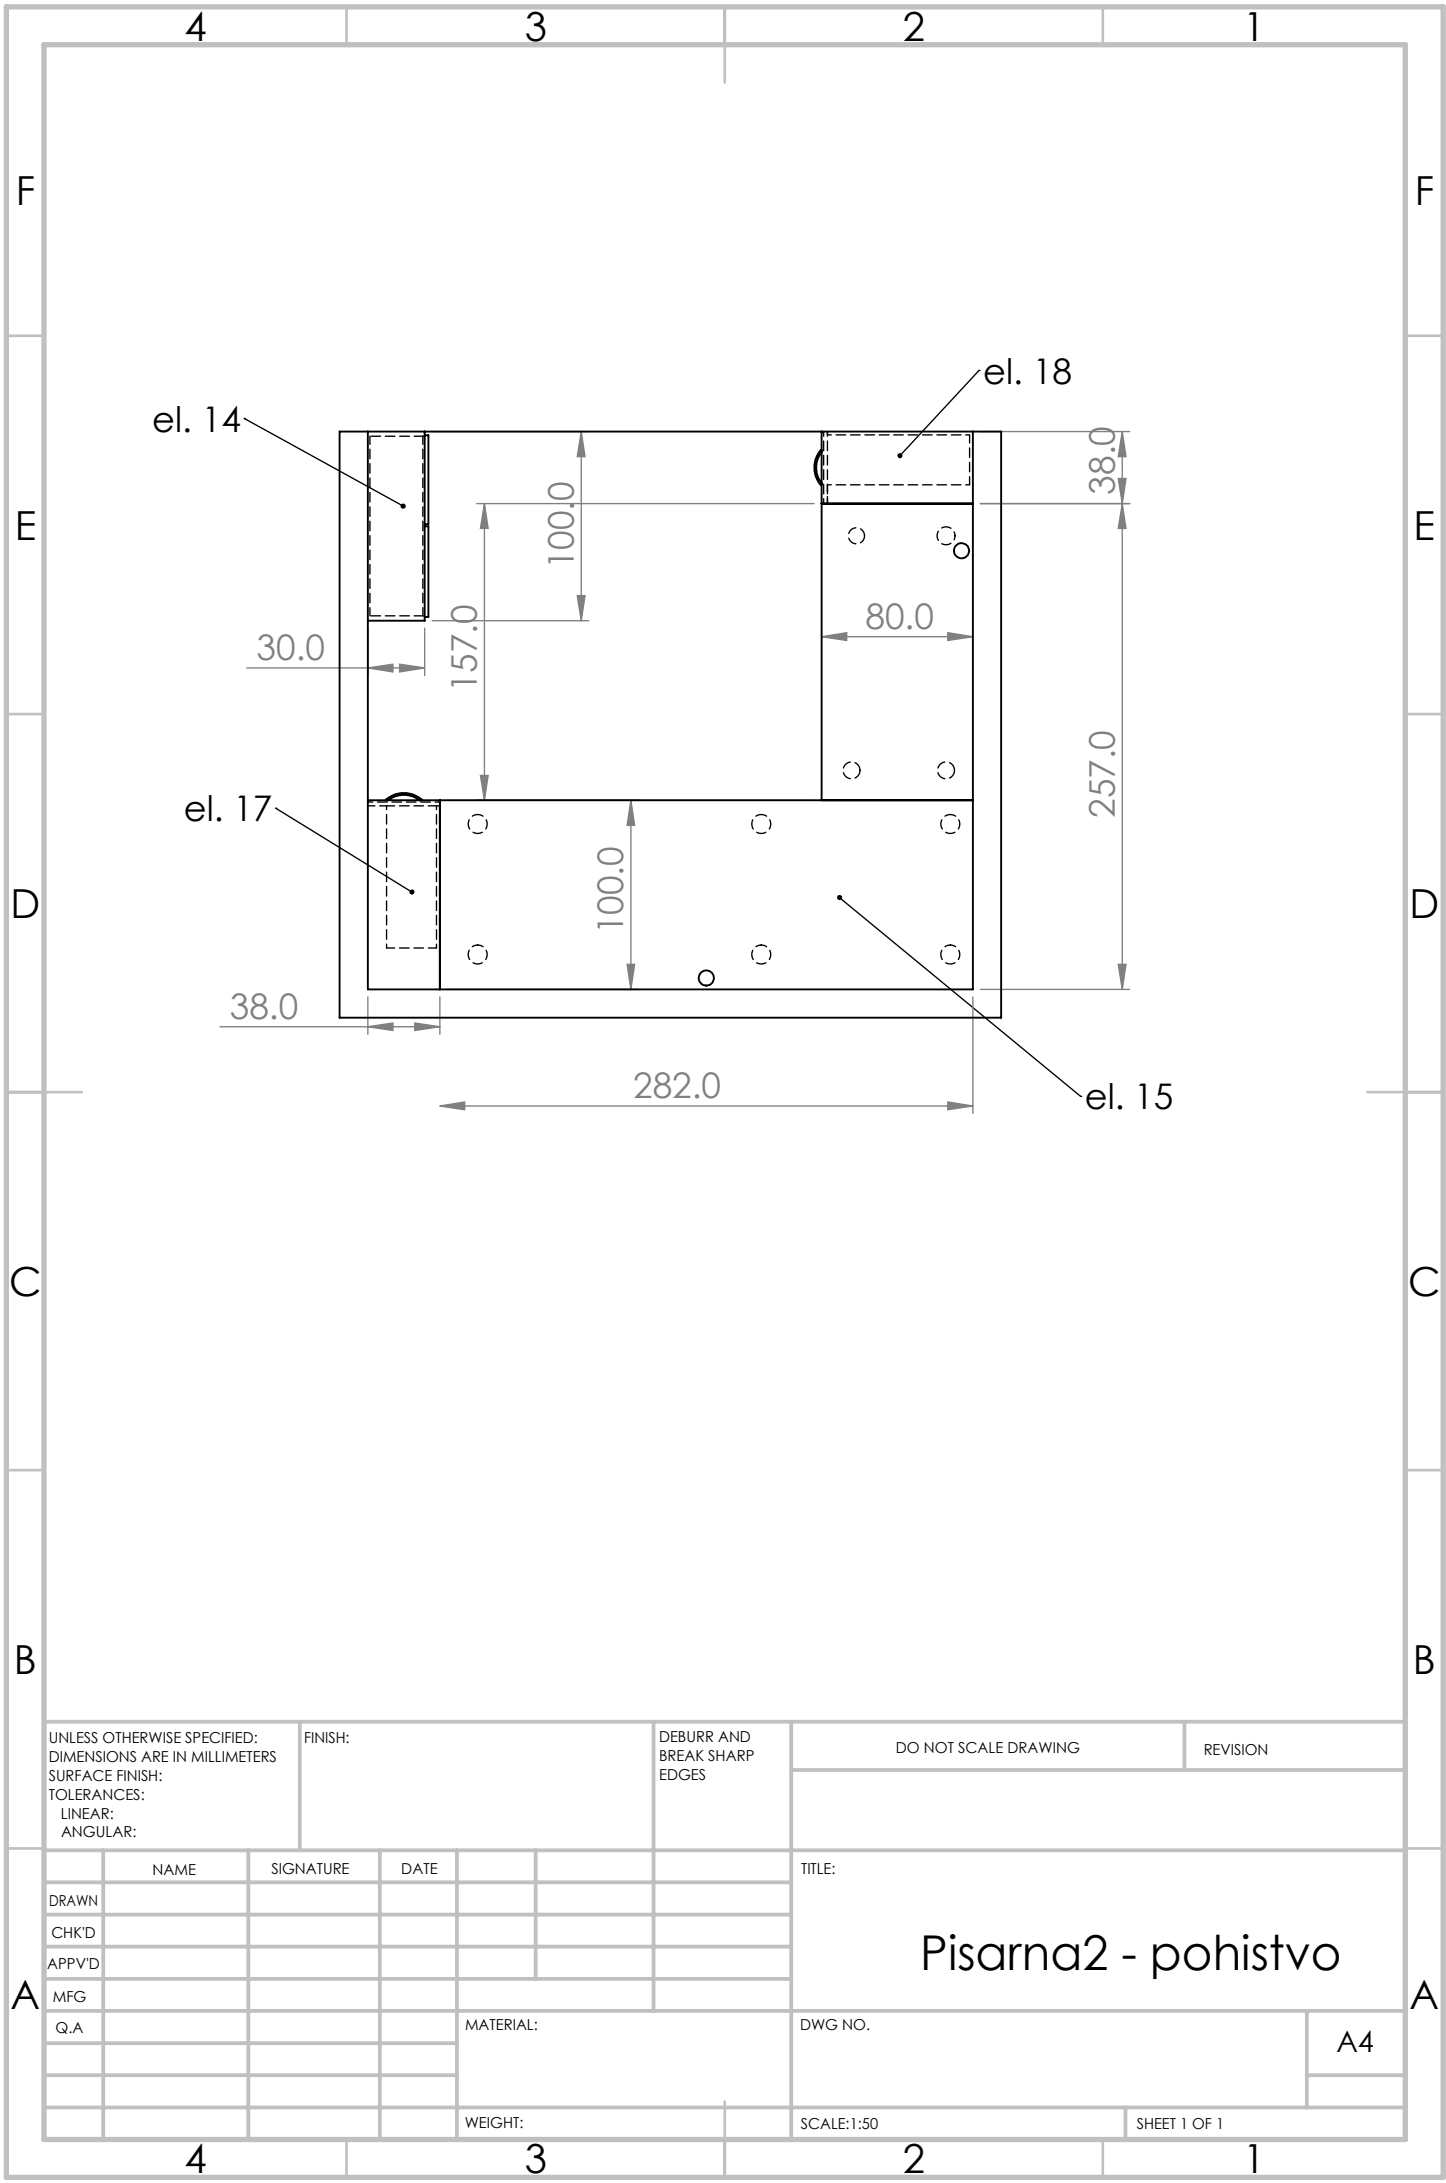 4 3 2 1
F F
el. 18
el. 14
38.0
100.0
E E
157.0
80.0
30.0
257.0
el. 17
100.0
D D
38.0
282.0
el. 15
C C
B B
UNLESS OTHERWISE SPECIFIED:
DIMENSIONS ARE IN MILLIMETERS
SURFACE FINISH:
TOLERANCES:
LINEAR:
ANGULAR:
FINISH:
DEBURR AND
BREAK SHARP
EDGES
DO NOT SCALE DRAWING
REVISION
NAME SIGNATURE DATE
DRAWN
CHK'D
APPV'D
MFG
Q.A
TITLE:
Pisarna2 - pohistvo
A A
MATERIAL:
DWG NO.
A4
WEIGHT:
SCALE:1:50
SHEET 1 OF 1
4 3 2 1